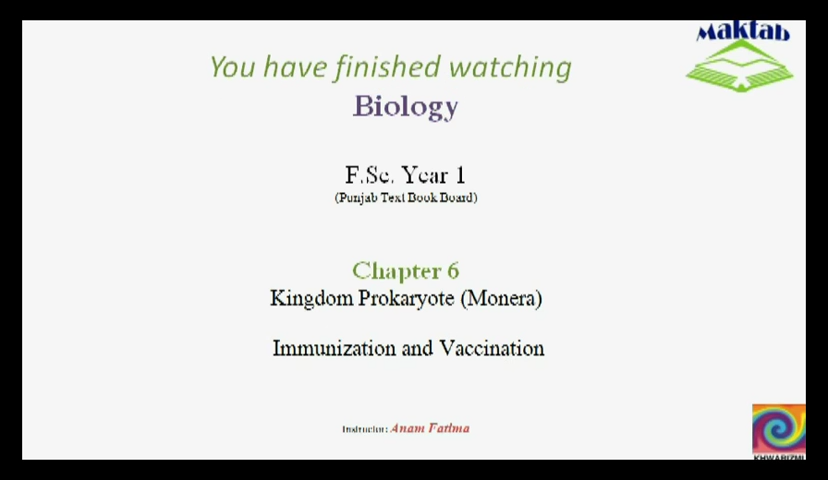 Maktab
You have finished watching
Biology
F.Sc. Year 1
(Punjab Text Book Board)
Chapter 6
Kingdom Prokaryote (Monera)
Immunization and Vaccination
Instructor: Anam Fatima
KHWARIZMI